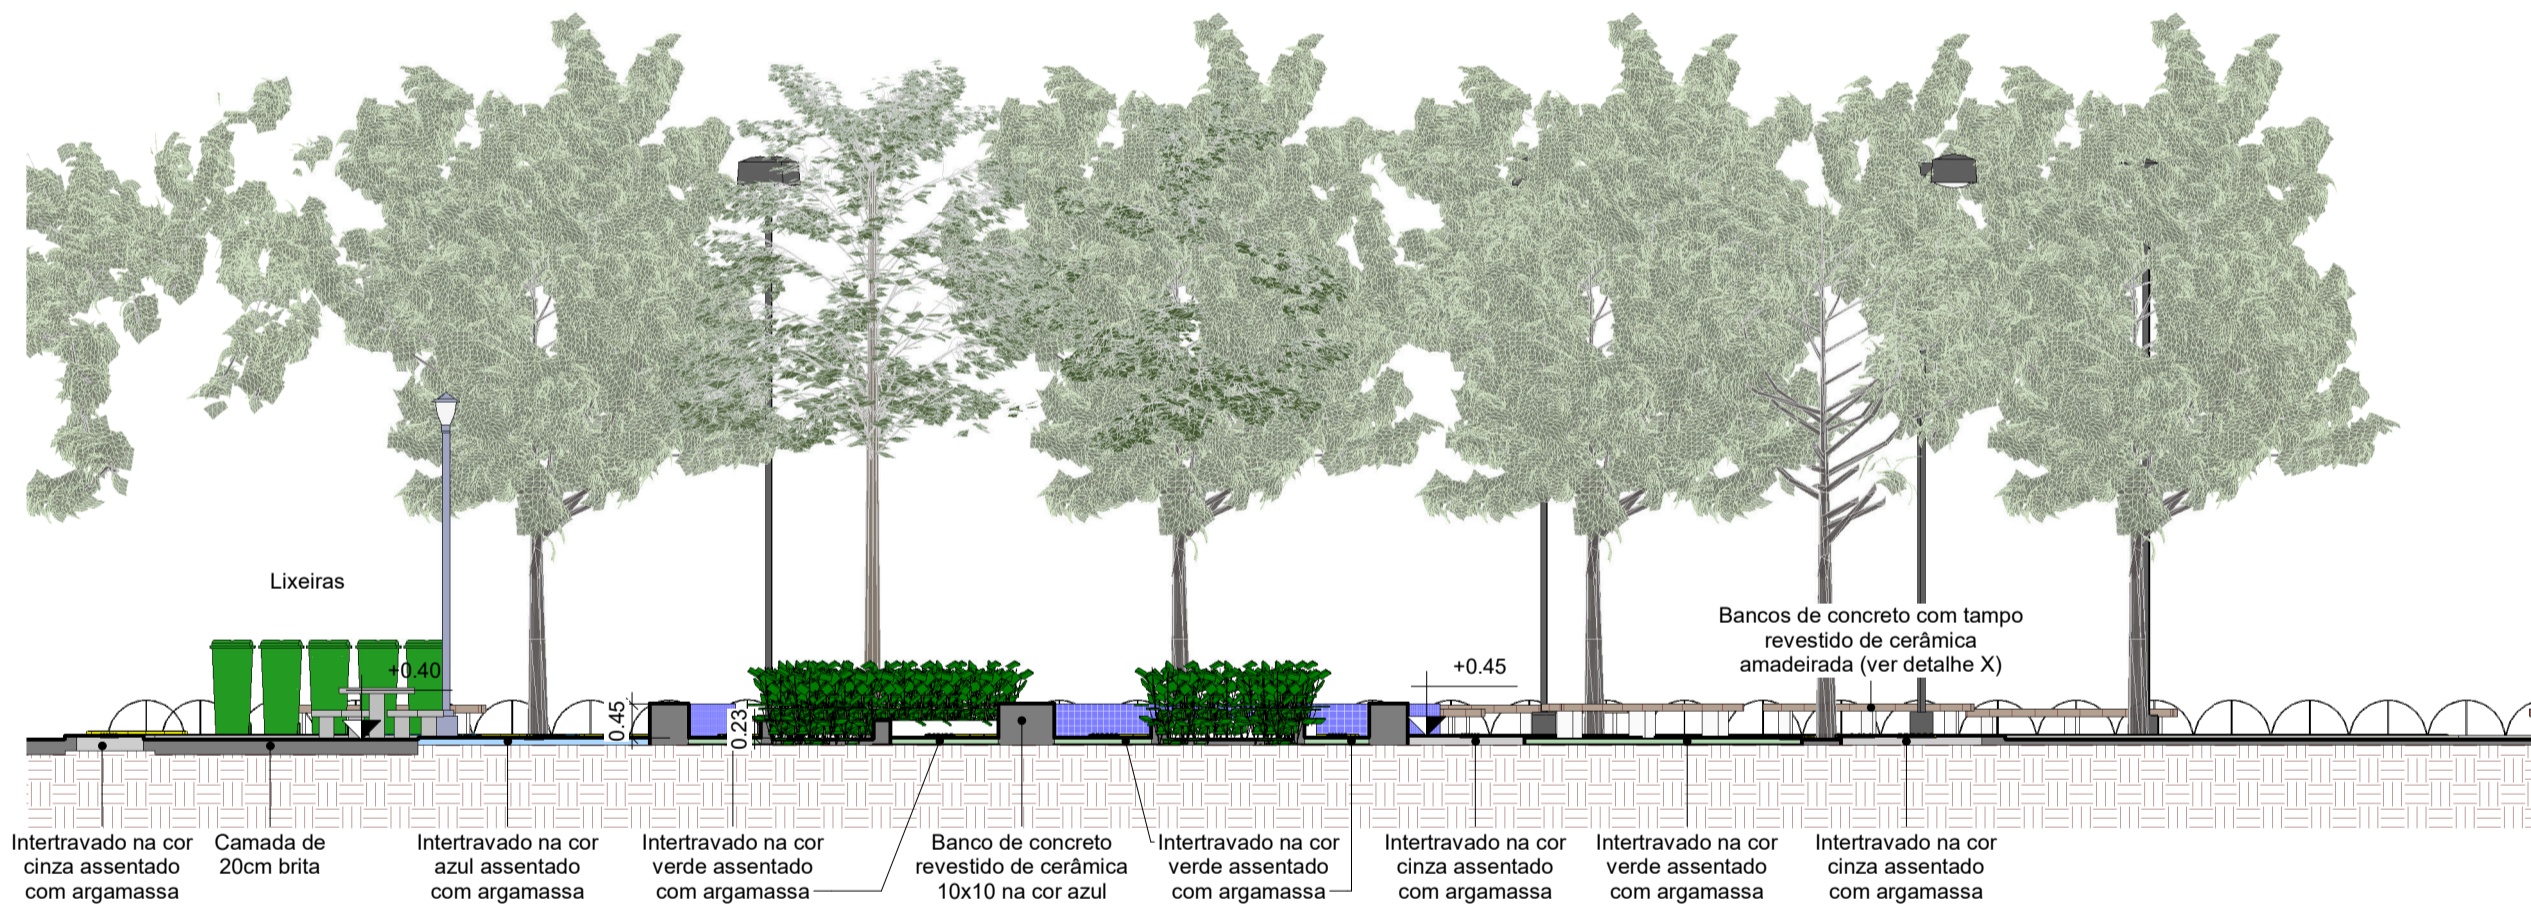 Lixeiras
+0.40
0.45
0.23
+0.45
Bancos de concreto com tampo
revestido de cerâmica
amadeirada (ver detalhe X)
Intertravado na cor
cinza assentado
com argamassa
Camada de
20cm brita
Intertravado na cor
azul assentado
com argamassa
Intertravado na cor
verde assentado
com argamassa
Banco de concreto
revestido de cerâmica
10x10 na cor azul
Intertravado na cor
verde assentado
com argamassa
Intertravado na cor
cinza assentado
com argamassa
Intertravado na cor
verde assentado
com argamassa
Intertravado na cor
cinza assentado
com argamassa